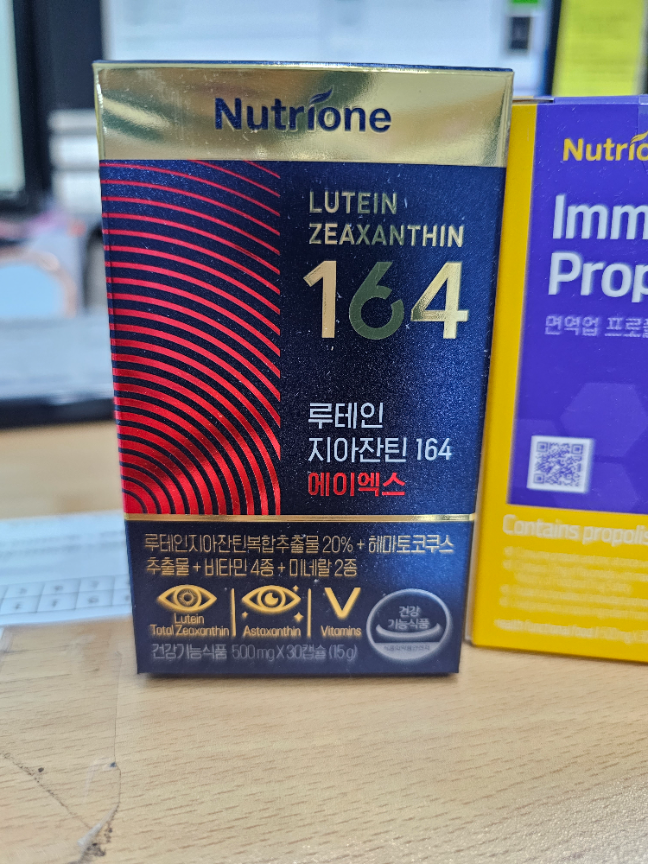 Nutrione
LUTEIN
ZEAXANTHIN
164
루테인
지아잔틴 164
에이엑스
루테인지아잔틴복합추출물 20% + 헤마토코쿠스
추출물 + 비타민 4종 + 미네랄 2종
Lutein
Total Zeaxanthin
Astaxanthin
V
Vitamins
건강
기능식품
건강기능식품 500mg X 30캡슐 (15g)
Nutrio
Imm
Prop
면역업 프로폴
Contains propolis